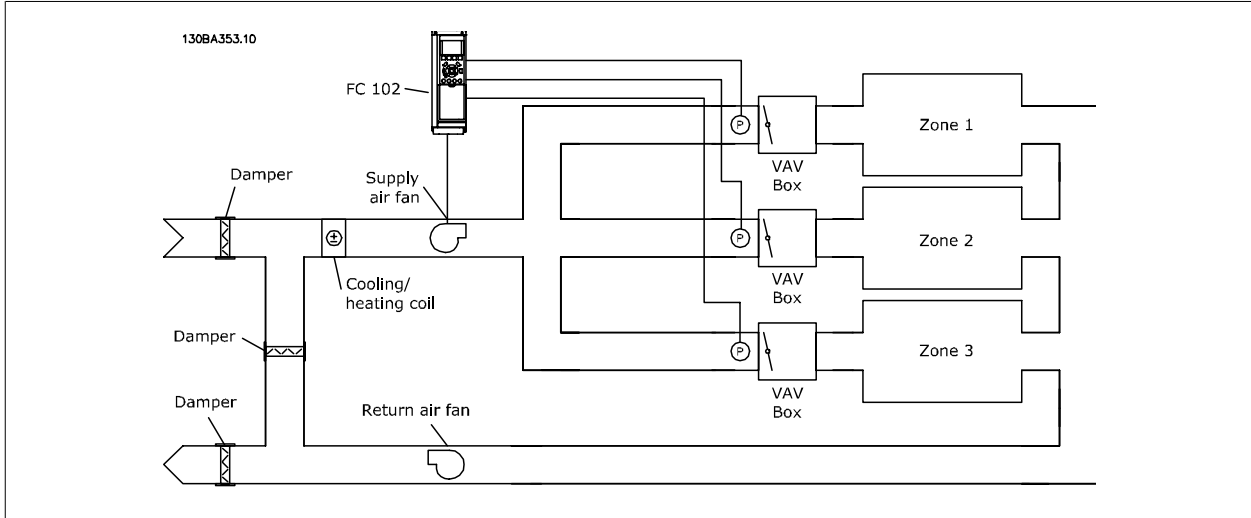 130BA353.10
FC 102
P
VAV
Box
Zone 1
Damper
Supply
air fan
P
VAV
Box
Zone 2
Cooling/
heating coil
Damper
P
VAV
Box
Zone 3
Damper
Return air fan